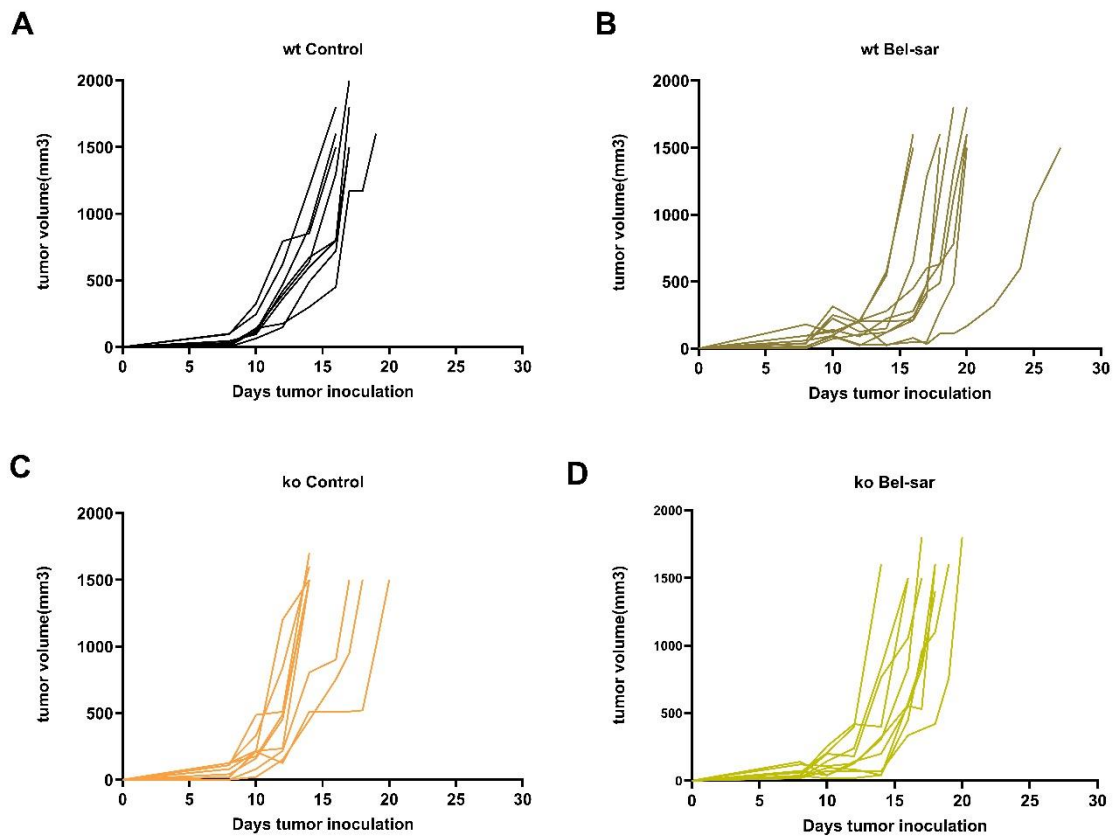 A
wt Control
2000
1500
1000
500
0
tumor volume(mm3)
0 5 10 15 20 25 30
Days tumor inoculation
B
wt Bel-sar
2000
1500
1000
500
0
tumor volume(mm3)
0 5 10 15 20 25 30
Days tumor inoculation
C
ko Control
2000
1500
1000
500
0
tumor volume(mm3)
0 5 10 15 20 25 30
Days tumor inoculation
D
ko Bel-sar
2000
1500
1000
500
0
tumor volume(mm3)
0 5 10 15 20 25 30
Days tumor inoculation